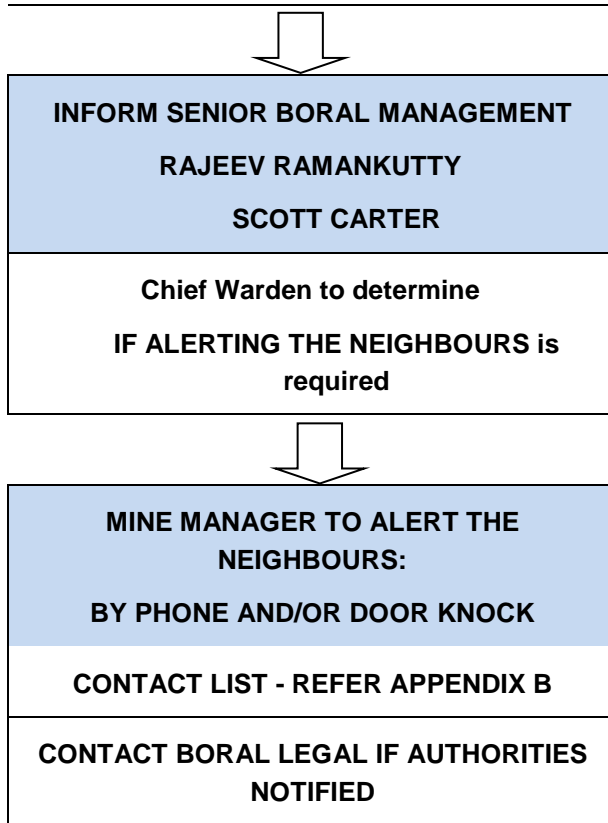 INFORM SENIOR BORAL MANAGEMENT
RAJEEV RAMANKUTTY
SCOTT CARTER
Chief Warden to determine
IF ALERTING THE NEIGHBOURS is
required
MINE MANAGER TO ALERT THE
NEIGHBOURS:
BY PHONE AND/OR DOOR KNOCK
CONTACT LIST - REFER APPENDIX B
CONTACT BORAL LEGAL IF AUTHORITIES
NOTIFIED